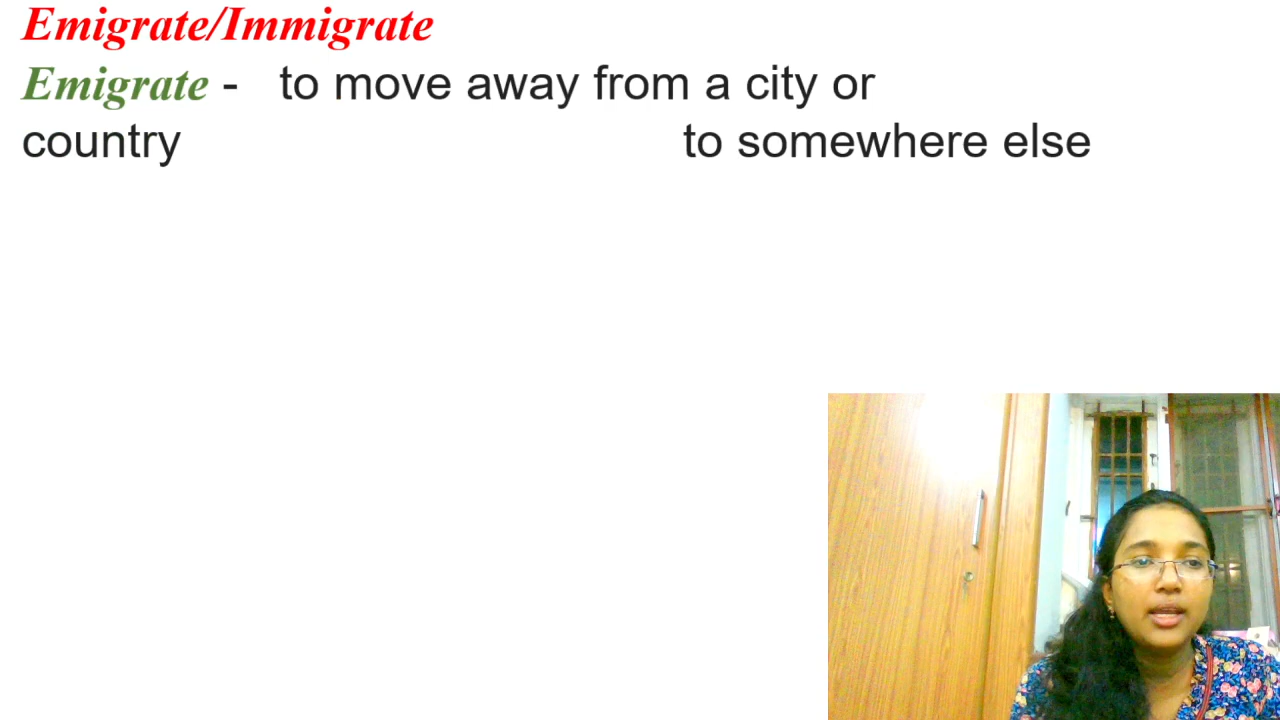 Emigrate/Immigrate
Emigrate - to move away from a city or
country to somewhere else